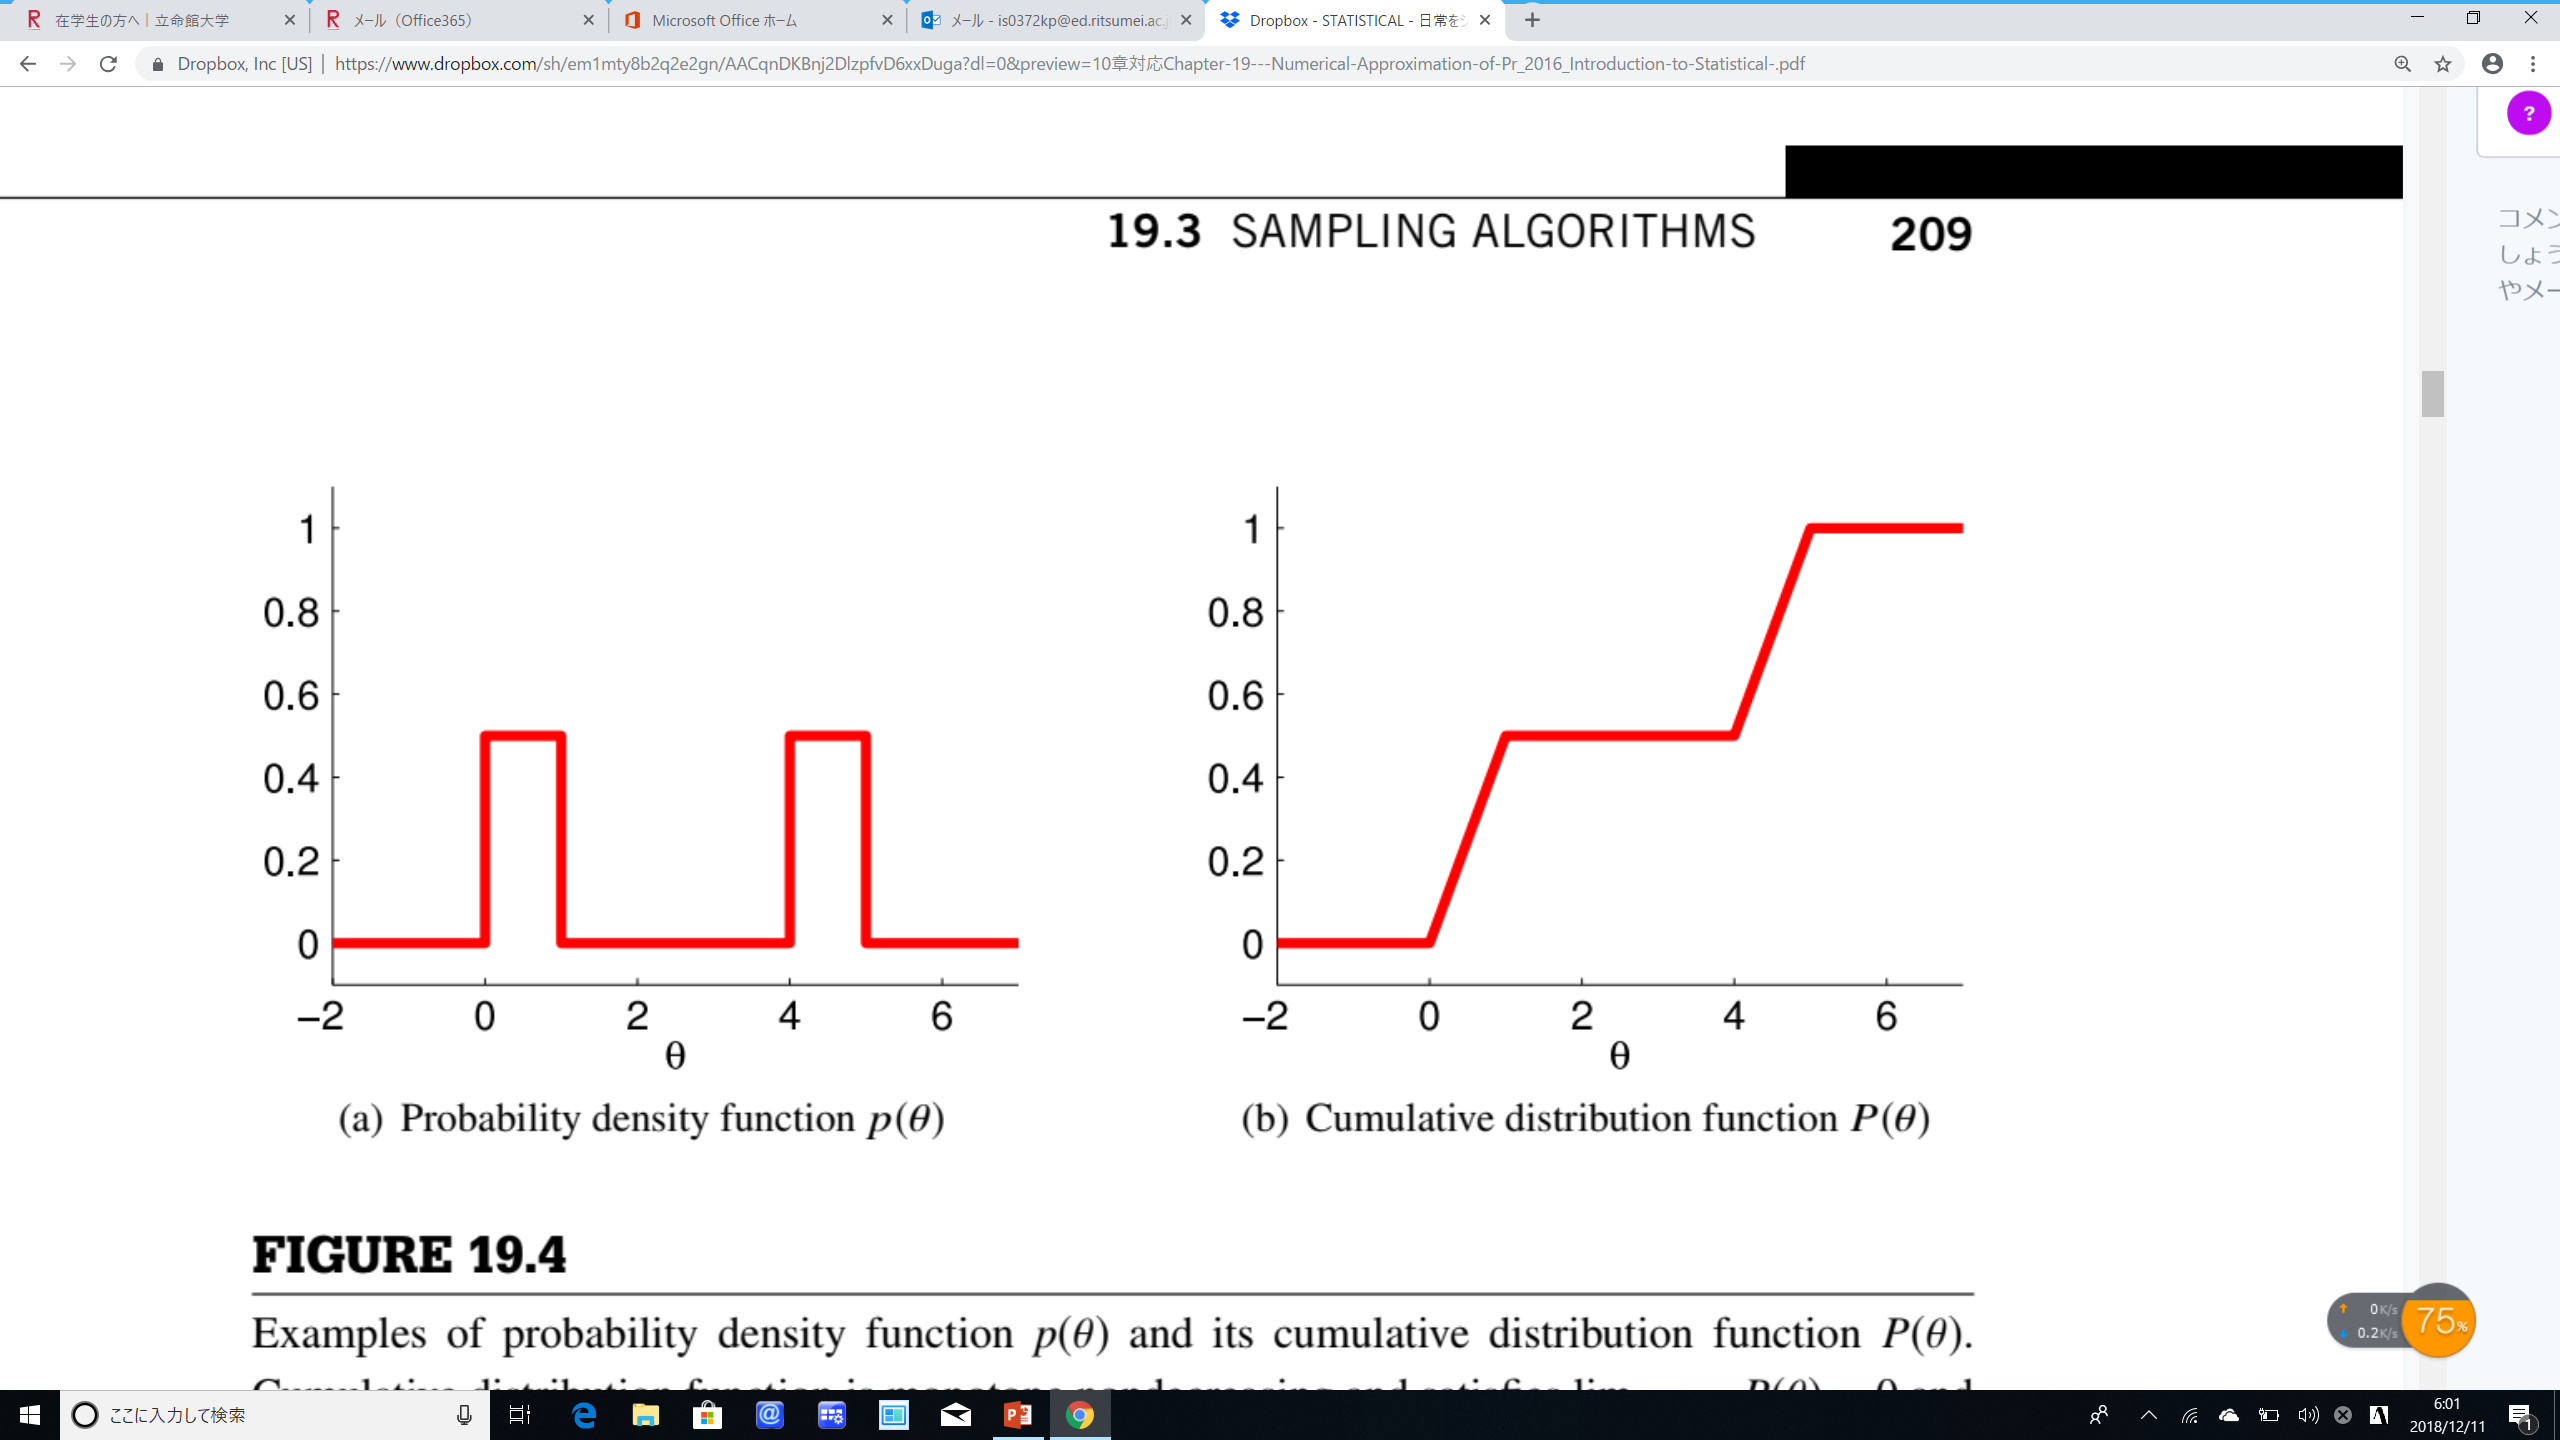 在学生の方へ | 立命館大学
メール（Office365）
Microsoft Office ホーム
メール - is0372kp@ed.ritsumei.ac.j
Dropbox - STATISTICAL - 日常を
Dropbox, Inc [US] | https://www.dropbox.com/sh/em1mty8b2q2e2gn/AACqnDKBnj2DlzpfvD6xxDuga?dl=0&preview=10章対応Chapter-19---Numerical-Approximation-of-Pr_2016_Introduction-to-Statistical-.pdf
?
19.3 SAMPLING ALGORITHMS 209
コメン
しょう
やメー
1
0.8
0.6
0.4
0.2
0
−2 0 2 4 6
θ
(a) Probability density function p(θ)
1
0.8
0.6
0.4
0.2
0
−2 0 2 4 6
θ
(b) Cumulative distribution function P(θ)
FIGURE 19.4
Examples of probability density function p(θ) and its cumulative distribution function P(θ).
0K/s
0.2K/s
75%
ここに入力して検索
6:01
2018/12/11
1